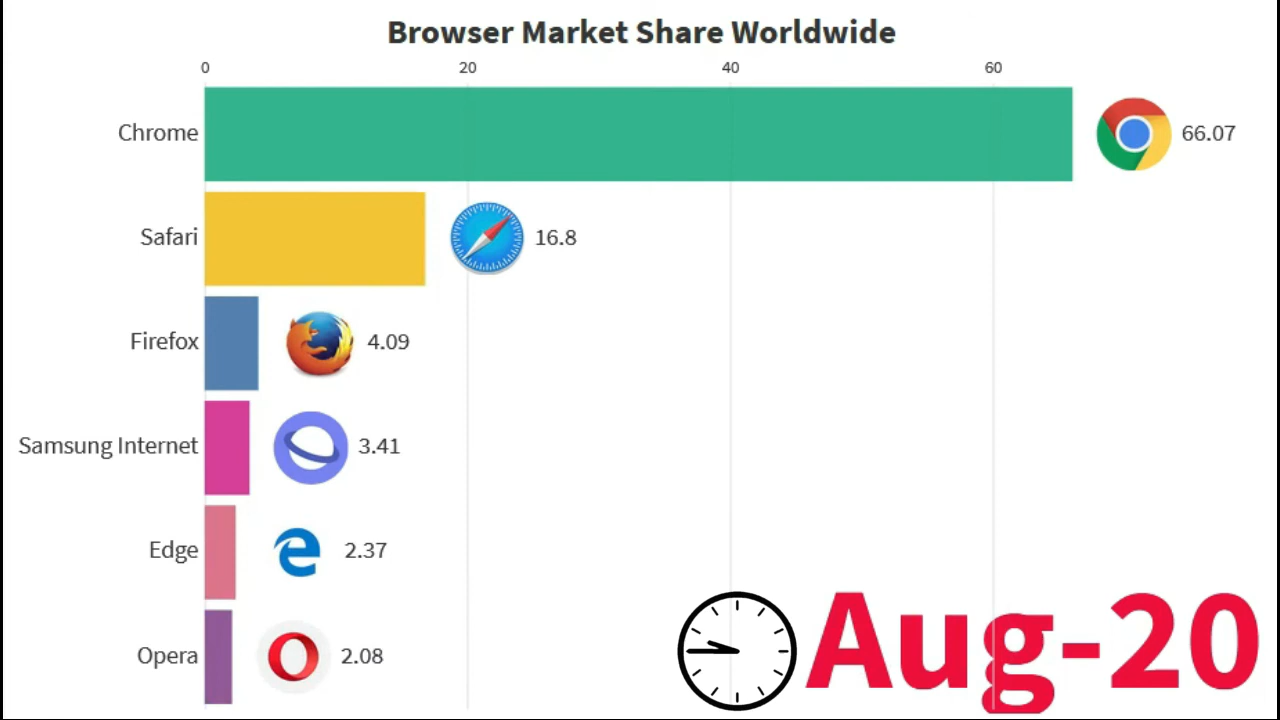 Browser Market Share Worldwide
0 20 40 60
Chrome 66.07
Safari 16.8
Firefox 4.09
Samsung Internet 3.41
Edge 2.37
Opera 2.08
Aug-20